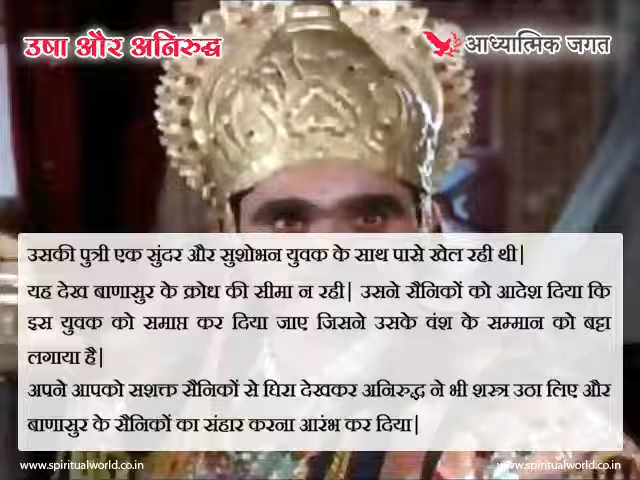 उषा और अनिरुद्ध
आध्यात्मिक जगत
उसकी पुत्री एक सुंदर और सुशोभन युवक के साथ पासे खेल रही थी|
यह देख बाणासुर के क्रोध की सीमा न रही| उसने सैनिकों को आदेश दिया कि
इस युवक को समाप्त कर दिया जाए जिसने उसके वंश के सम्मान को बट्टा
लगाया है|
अपने आपको सशक्त सैनिकों से घिरा देखकर अनिरुद्ध ने भी शस्त्र उठा लिए और
बाणासुर के सैनिकों का संहार करना आरंभ कर दिया|
www.spiritualworld.co.in
www.spiritualworld.co.in